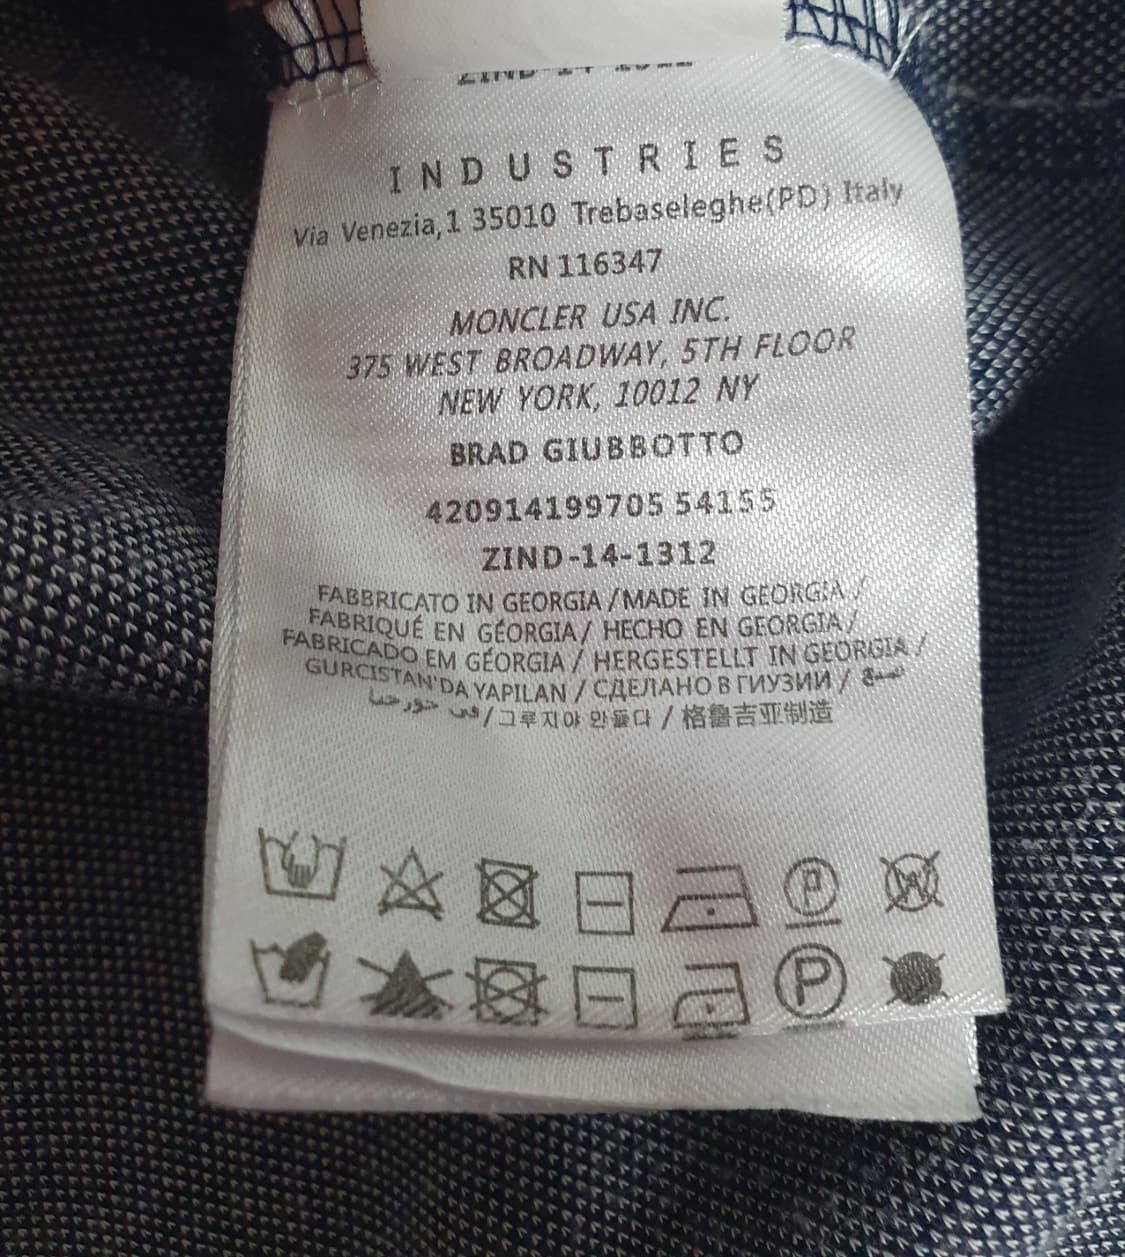 INDUSTRIES
Via Venezia,1 35010 Trebaseleghe(PD) Italy
RN 116347
MONCLER USA INC.
375 WEST BROADWAY, 5TH FLOOR
NEW YORK, 10012 NY
BRAD GIUBBOTTO
420914199705 54155
ZIND-14-1312
FABBRICATO IN GEORGIA / MADE IN GEORGIA /
FABRIQUÉ EN GÉORGIA / HECHO EN GEORGIA /
FABRICADO EM GÉORGIA / HERGESTELLT IN GEORGIA /
GURCISTAN'DA YAPILAN / СДЕЛАНО В ГИУЗИИ / صنع
في جورجيا / 그루지야 만들다 / 格鲁吉亚制造
P W
P